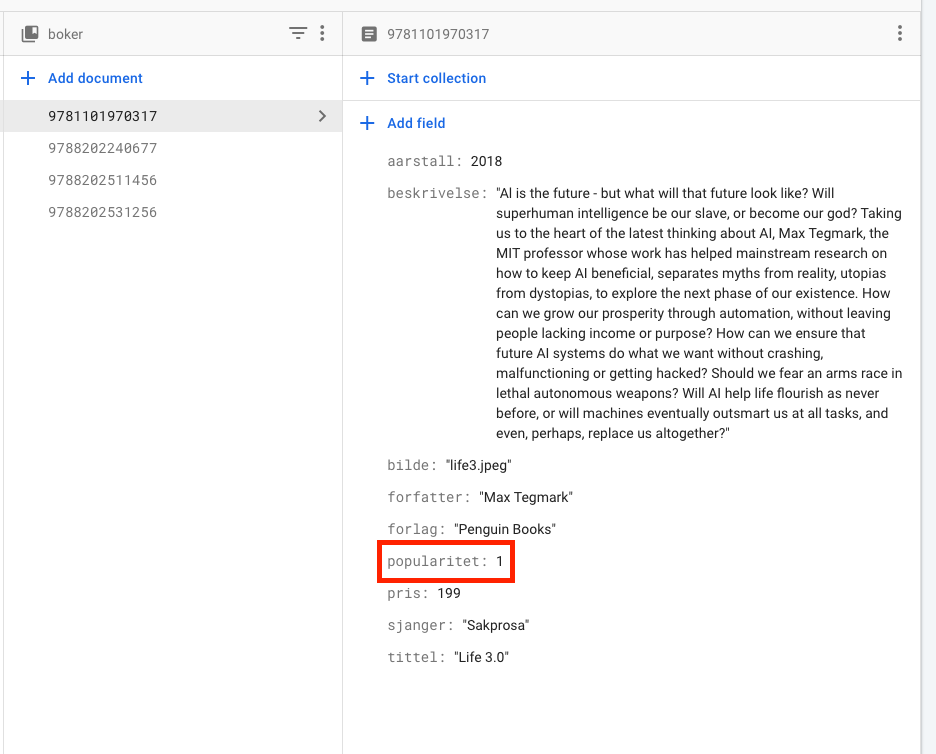 boker
Add document
9781101970317
9788202240677
9788202511456
9788202531256
9781101970317
Start collection
Add field
aarstall: 2018
beskrivelse: "AI is the future - but what will that future look like? Will
superhuman intelligence be our slave, or become our god? Taking
us to the heart of the latest thinking about AI, Max Tegmark, the
MIT professor whose work has helped mainstream research on
how to keep AI beneficial, separates myths from reality, utopias
from dystopias, to explore the next phase of our existence. How
can we grow our prosperity through automation, without leaving
people lacking income or purpose? How can we ensure that
future AI systems do what we want without crashing,
malfunctioning or getting hacked? Should we fear an arms race in
lethal autonomous weapons? Will AI help life flourish as never
before, or will machines eventually outsmart us at all tasks, and
even, perhaps, replace us altogether?"
bilde: "life3.jpeg"
forfatter: "Max Tegmark"
forlag: "Penguin Books"
popularitet: 1
pris: 199
sjanger: "Sakprosa"
tittel: "Life 3.0"